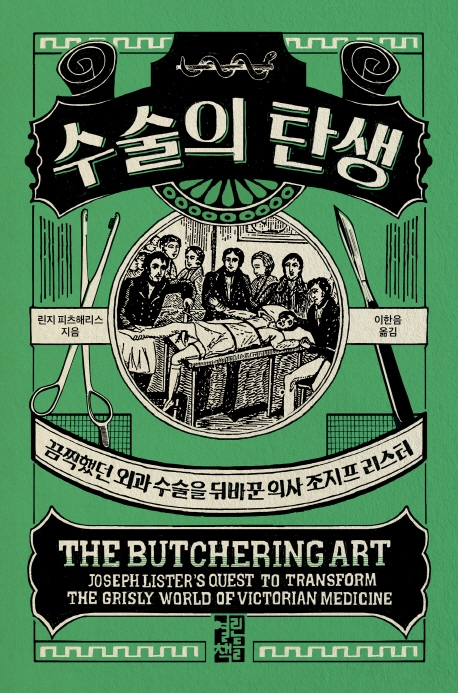 수술의 탄생
린지 피츠해리스
지음
이한음
옮김
끔찍했던 외과 수술을 뒤바꾼 의사 조지프 리스터
THE BUTCHERING ART
JOSEPH LISTER'S QUEST TO TRANSFORM
THE GRISLY WORLD OF VICTORIAN MEDICINE
열린
책들